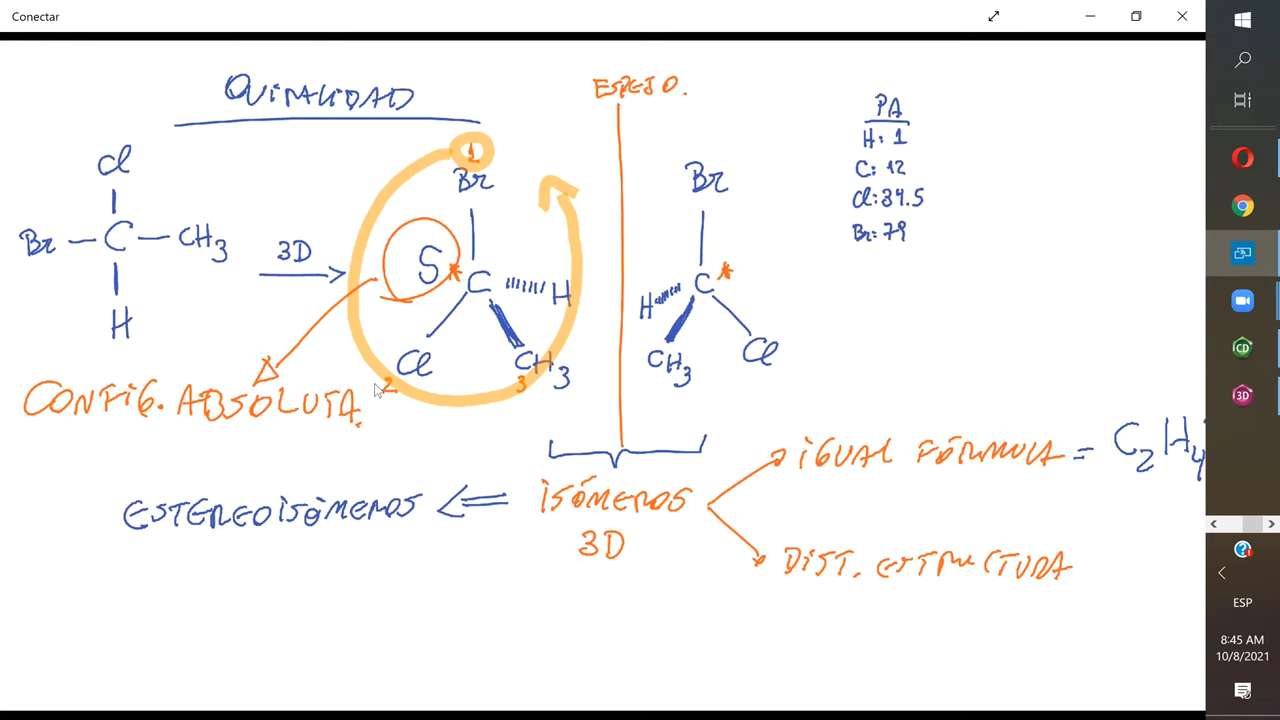 Conectar
QUIRALIDAD
ESPEJO.
PA
H: 1
C: 12
Cl: 34.5
Br: 79
Cl
Br — C — CH3
H
3D
1
Br
S
* C H
Cl CH3
2 3
Br
C *
H
CH3 Cl
CONFIG. ABSOLUTA.
ESTEREOISÓMEROS
ISÓMEROS
3D
IGUAL FÓRMULA = C2H4
DIST. ESTRUCTURA
CD
3D
ESP
8:45 AM
10/8/2021